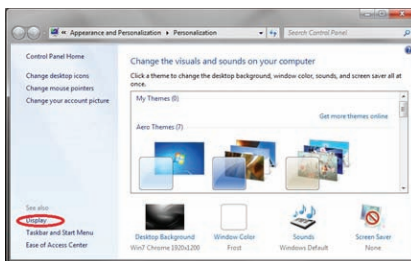 « Appearance and Personalization ▸ Personalization
Search Control Panel
Control Panel Home
Change desktop icons
Change mouse pointers
Change your account picture
Change the visuals and sounds on your computer
Click a theme to change the desktop background, window color, sounds, and screen saver all at
once.
My Themes (0)
Get more themes online
Aero Themes (7)
See also
Display
Taskbar and Start Menu
Ease of Access Center
Desktop Background
Win7 Chrome 1920x1200
Window Color
Frost
Sounds
Windows Default
Screen Saver
None